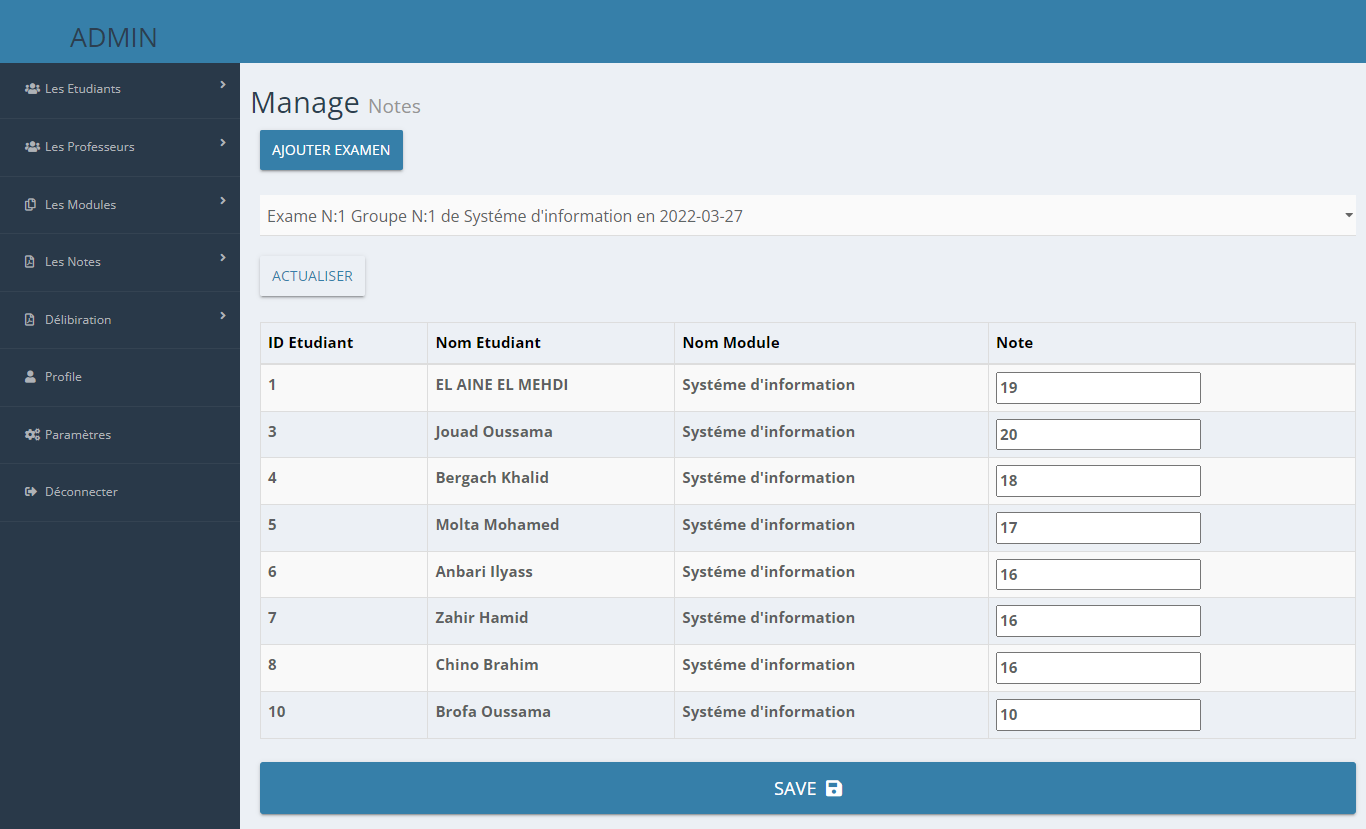 ADMIN
Les Etudiants
Les Professeurs
Les Modules
Les Notes
Délibiration
Profile
Paramètres
Déconnecter
Manage Notes
AJOUTER EXAMEN
Exame N:1 Groupe N:1 de Systéme d'information en 2022-03-27
ACTUALISER
ID Etudiant Nom Etudiant Nom Module Note
1 EL AINE EL MEHDI Systéme d'information 19
3 Jouad Oussama Systéme d'information 20
4 Bergach Khalid Systéme d'information 18
5 Molta Mohamed Systéme d'information 17
6 Anbari Ilyass Systéme d'information 16
7 Zahir Hamid Systéme d'information 16
8 Chino Brahim Systéme d'information 16
10 Brofa Oussama Systéme d'information 10
SAVE